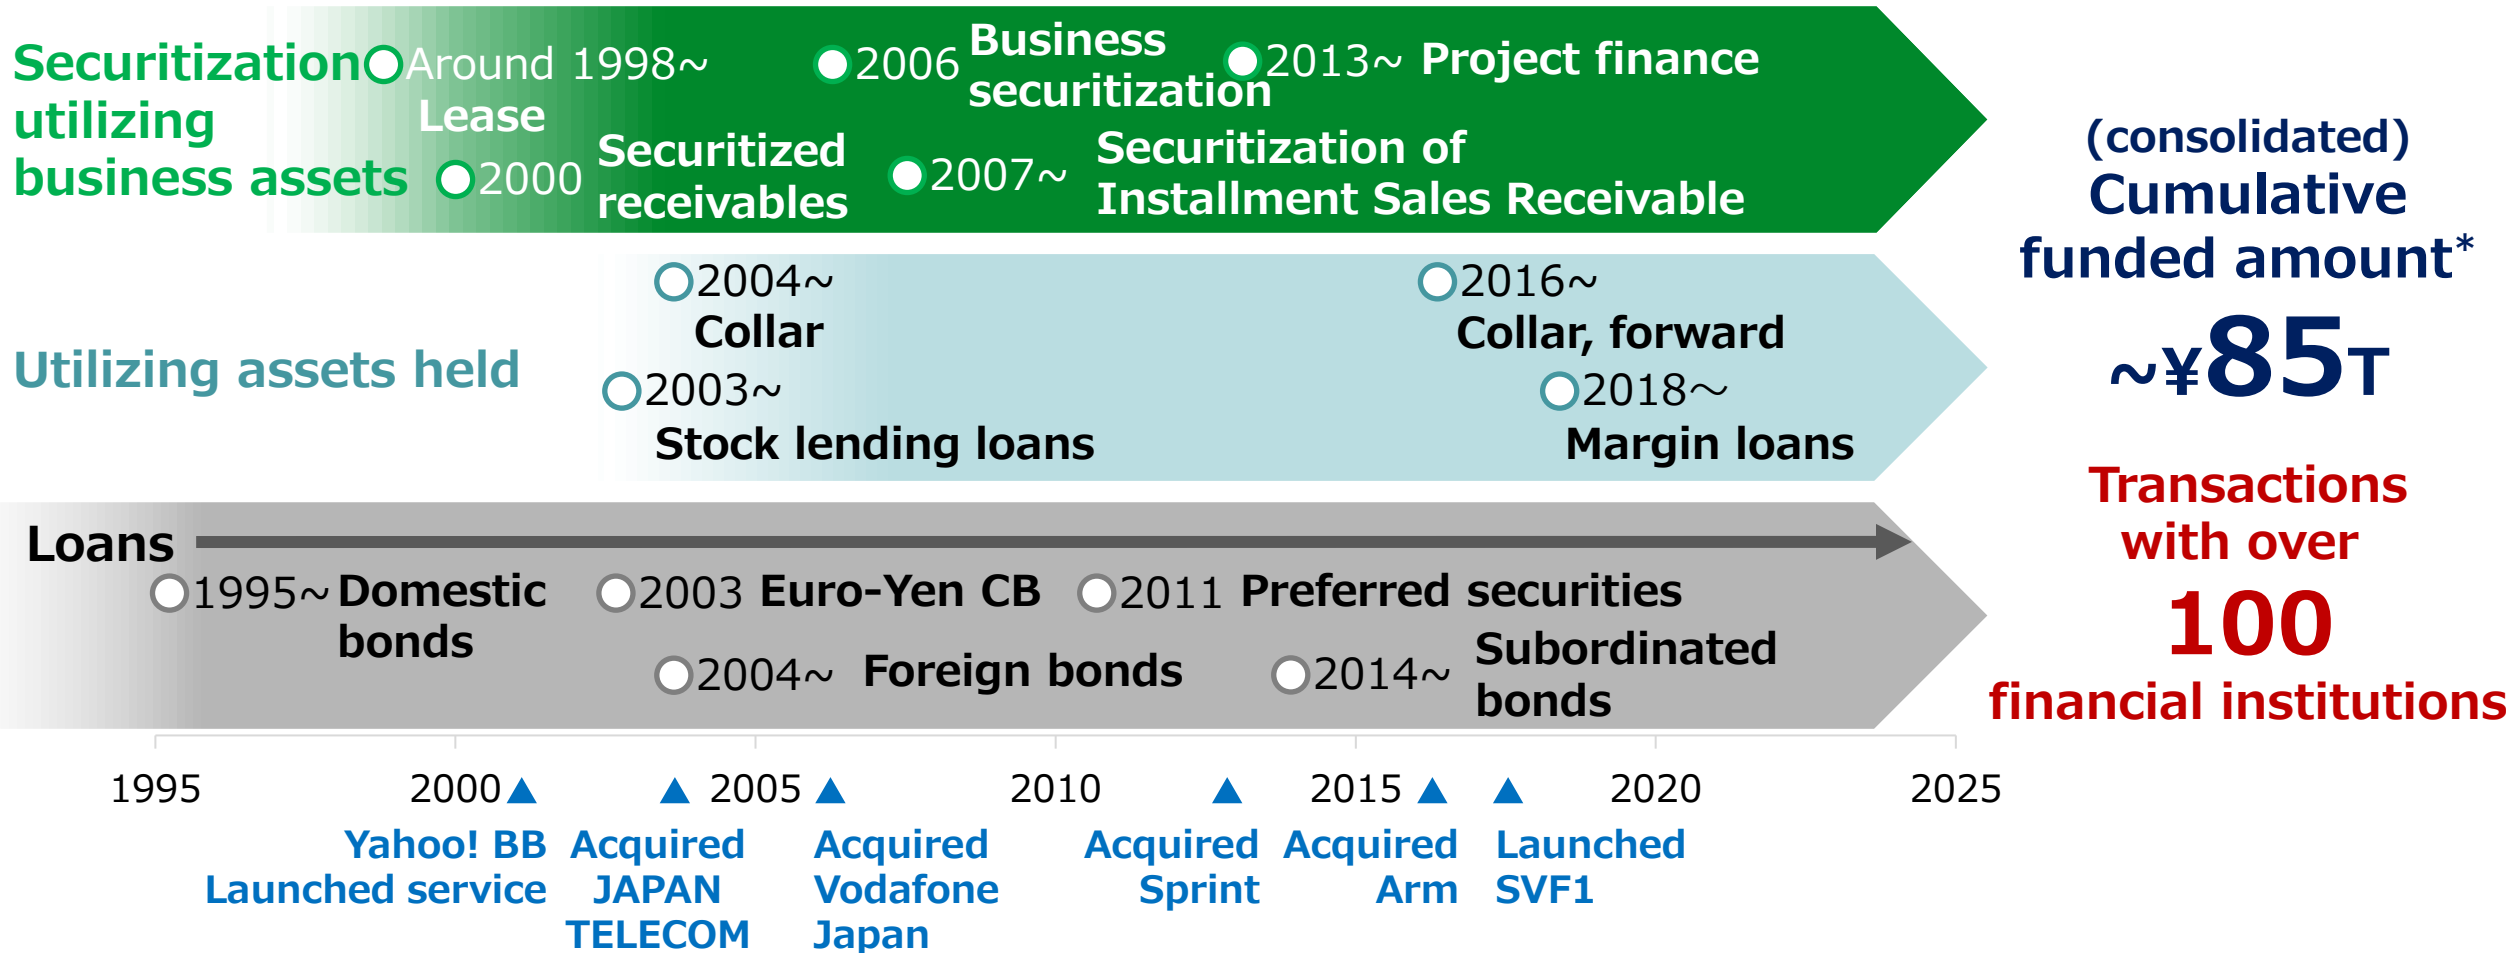 Securitization
utilizing
business assets
Around 1998~
Lease
2000 Securitized
receivables
2006 Business
securitization
2007~ Securitization of
Installment Sales Receivable
2013~ Project finance
Utilizing assets held
2004~
Collar
2003~
Stock lending loans
2016~
Collar, forward
2018～
Margin loans
Loans
1995~ Domestic
bonds
2003 Euro-Yen CB
2004~ Foreign bonds
2011 Preferred securities
2014~ Subordinated
bonds
1995 2000 2005 2010 2015 2020 2025
Yahoo! BB
Launched service
Acquired
JAPAN
TELECOM
Acquired
Vodafone
Japan
Acquired
Sprint
Acquired
Arm
Launched
SVF1
(consolidated)
Cumulative
funded amount*
~¥85T
Transactions
with over
100
financial institutions